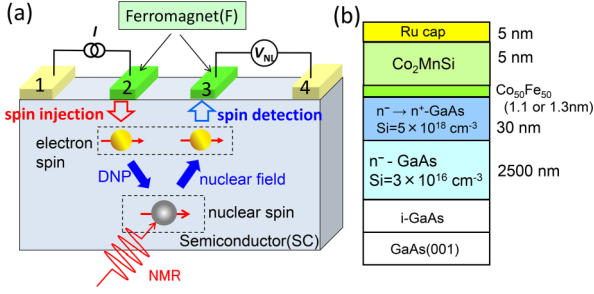 (a)
Ferromagnet(F)
I
V_NL
1
2
3
4
spin injection
spin detection
electron
spin
DNP
nuclear field
nuclear spin
Semiconductor(SC)
NMR
(b)
Ru cap
5 nm
Co₂MnSi
5 nm
Co₅₀Fe₅₀
(1.1 or 1.3nm)
n⁻→ n⁺-GaAs
Si=5×10¹⁸ cm⁻³
30 nm
n⁻ - GaAs
Si=3×10¹⁶cm⁻³
2500 nm
i-GaAs
GaAs(001)